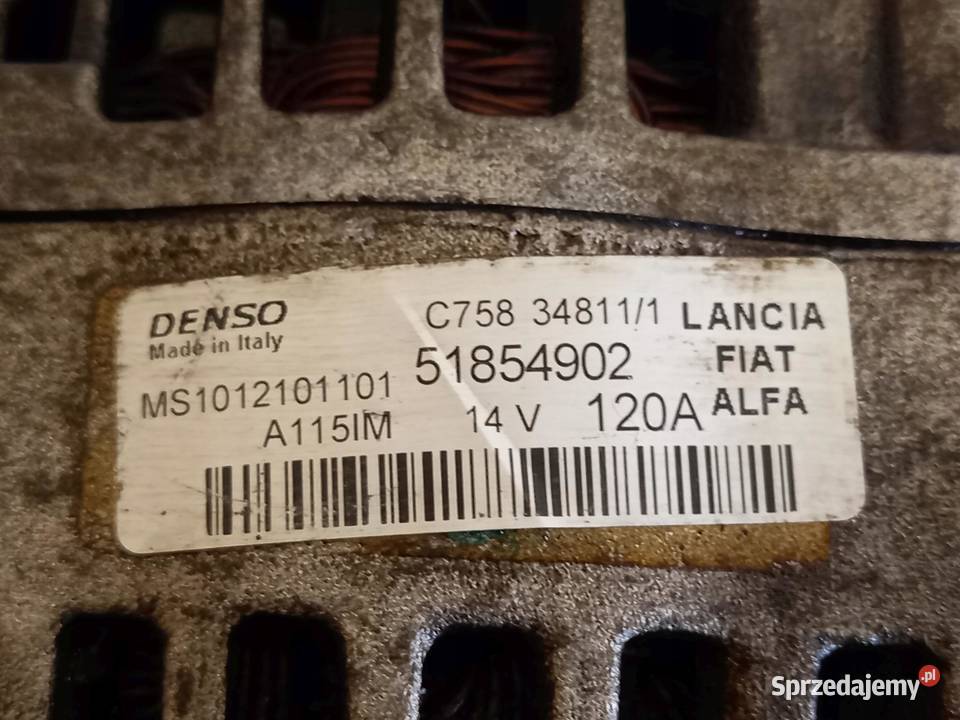 DENSO
Made in Italy
C758 34811/1
51854902
MS1012101101
A115IM 14 V 120A
LANCIA
FIAT
ALFA
Sprzedajemy.pl